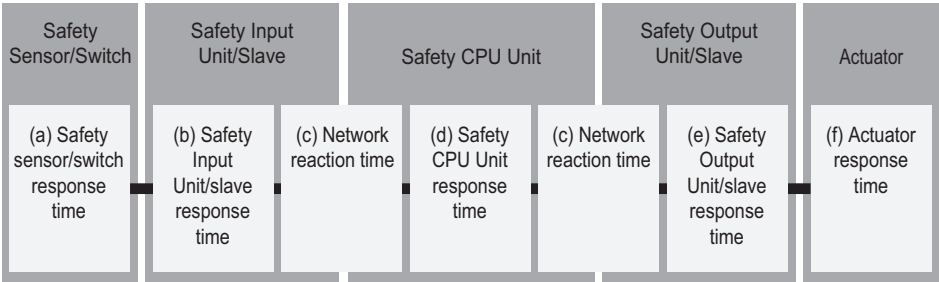 Safety
Sensor/Switch
Safety Input
Unit/Slave
Safety CPU Unit
Safety Output
Unit/Slave
Actuator
(a) Safety
sensor/switch
response
time
(b) Safety
Input
Unit/slave
response
time
(c) Network
reaction time
(d) Safety
CPU Unit
response
time
(c) Network
reaction time
(e) Safety
Output
Unit/slave
response
time
(f) Actuator
response
time